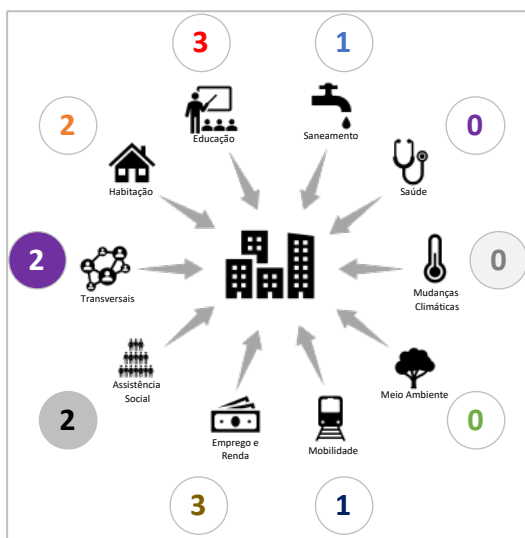 3
1
Educação
Saneamento
2
0
Habitação
Saúde
2
0
Transversais
Mudanças
Climáticas
Assistência
Social
Meio Ambiente
2
0
Emprego e
Renda
Mobilidade
3
1